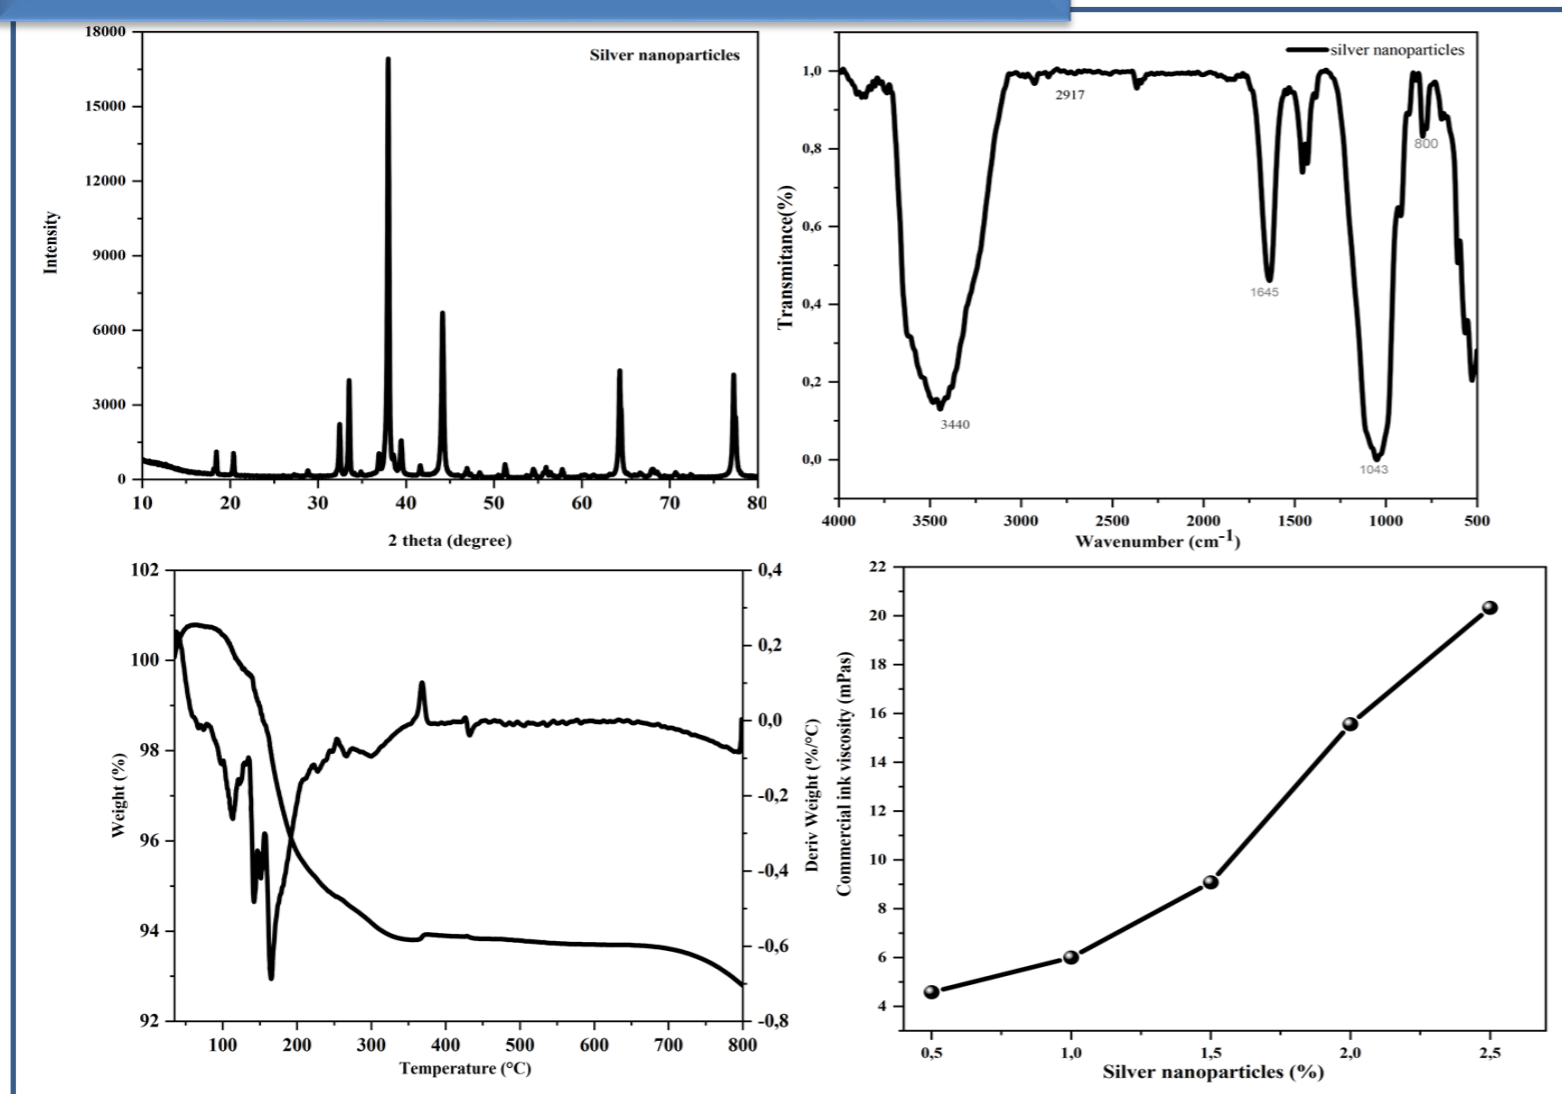 18000
15000
12000
9000
6000
3000
0
Intensity
Silver nanoparticles
10 20 30 40 50 60 70 80
2 theta (degree)
silver nanoparticles
1,0
0,8
0,6
0,4
0,2
0,0
Transmitance(%)
2917
800
1645
3440
1043
4000 3500 3000 2500 2000 1500 1000 500
Wavenumber (cm-1)
102
100
98
96
94
92
Weight (%)
0,4
0,2
0,0
-0,2
-0,4
-0,6
-0,8
Deriv Weight (%/°C)
100 200 300 400 500 600 700 800
Temperature (°C)
22
20
18
16
14
12
10
8
6
4
Commercial ink viscosity (mPas)
0,5 1,0 1,5 2,0 2,5
Silver nanoparticles (%)